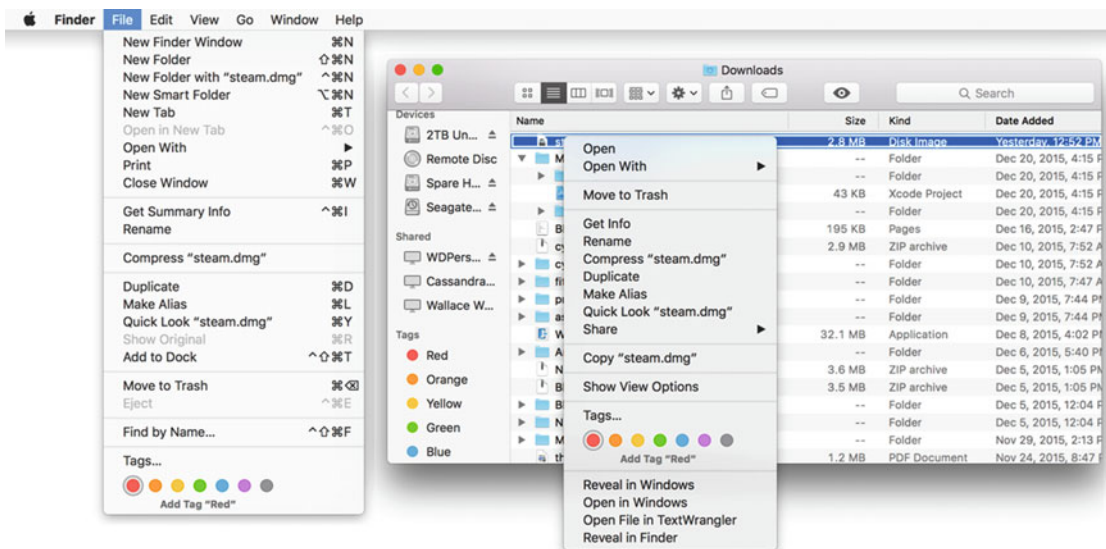 Finder File Edit View Go Window Help
New Finder Window ⌘N
New Folder ⇧⌘N
New Folder with "steam.dmg" ^⌘N
New Smart Folder ⌥⌘N
New Tab ⌘T
Open in New Tab ^⌘O
Open With ▶
Print ⌘P
Close Window ⌘W
Get Summary Info ^⌘I
Rename
Compress "steam.dmg"
Duplicate ⌘D
Make Alias ⌘L
Quick Look "steam.dmg" ⌘Y
Show Original ⌘R
Add to Dock ^⇧⌘T
Move to Trash ⌘⌫
Eject ^⌘E
Find by Name... ^⇧⌘F
Tags...
Add Tag "Red"
Downloads
Search
Devices
2TB Un...
Remote Disc
Spare H...
Seagate...
Shared
WDPers...
Cassandra...
Wallace W...
Tags
Red
Orange
Yellow
Green
Blue
Name Size Kind Date Added
2.8 MB Disk Image Yesterday, 12:52 PM
-- Folder Dec 20, 2015, 4:15 P
-- Folder Dec 20, 2015, 4:15 P
43 KB Xcode Project Dec 20, 2015, 4:15 P
-- Folder Dec 20, 2015, 4:15 P
195 KB Pages Dec 16, 2015, 2:47 P
2.9 MB ZIP archive Dec 10, 2015, 7:52 A
-- Folder Dec 10, 2015, 7:52 A
-- Folder Dec 10, 2015, 7:47 A
-- Folder Dec 9, 2015, 7:44 PM
-- Folder Dec 9, 2015, 7:44 PM
32.1 MB Application Dec 8, 2015, 4:02 PM
-- Folder Dec 6, 2015, 5:40 PM
3.6 MB ZIP archive Dec 5, 2015, 1:05 PM
3.5 MB ZIP archive Dec 5, 2015, 1:05 PM
-- Folder Dec 5, 2015, 12:04 P
-- Folder Dec 5, 2015, 12:04 P
-- Folder Nov 29, 2015, 2:13 P
1.2 MB PDF Document Nov 24, 2015, 8:47 P
Open
Open With ▶
Move to Trash
Get Info
Rename
Compress "steam.dmg"
Duplicate
Make Alias
Quick Look "steam.dmg"
Share ▶
Copy "steam.dmg"
Show View Options
Tags...
Add Tag "Red"
Reveal in Windows
Open in Windows
Open File in TextWrangler
Reveal in Finder